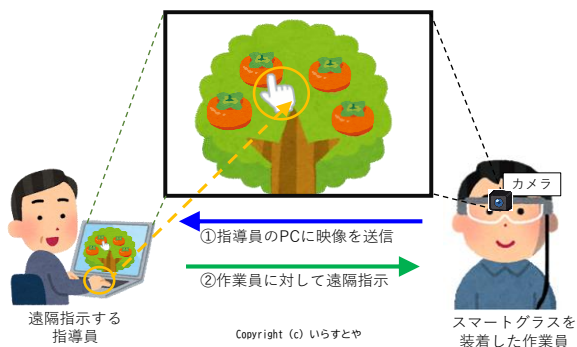 カメラ
①指導員のPCに映像を送信
②作業員に対して遠隔指示
遠隔指示する
指導員
Copyright (c) いらすとや
スマートグラスを
装着した作業員